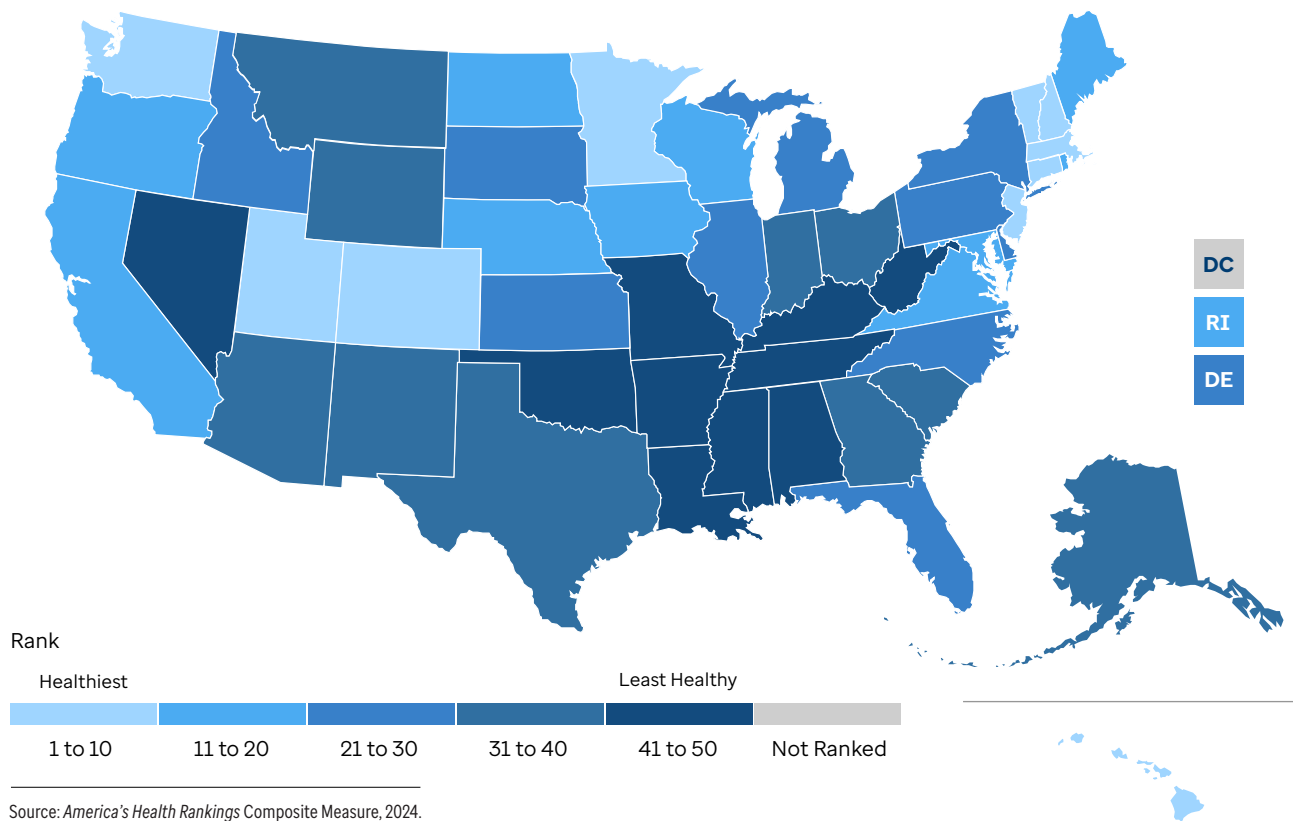 DC
RI
DE
Rank
Healthiest
Least Healthy
1 to 10
11 to 20
21 to 30
31 to 40
41 to 50
Not Ranked
Source: America's Health Rankings Composite Measure, 2024.